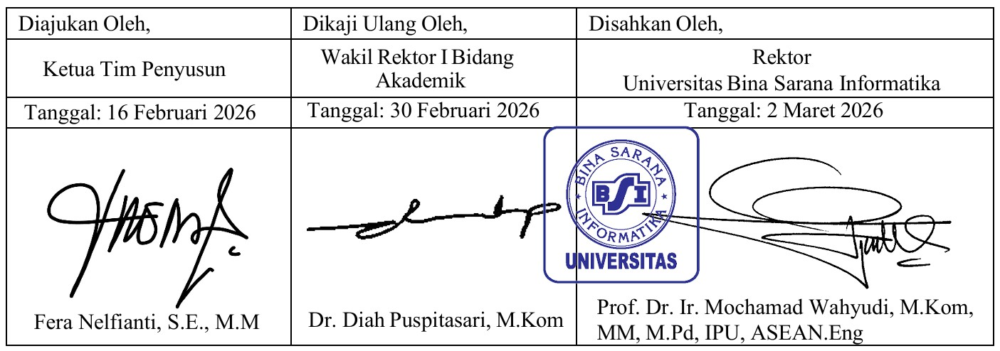 Diajukan Oleh,
Dikaji Ulang Oleh,
Disahkan Oleh,
Ketua Tim Penyusun
Wakil Rektor I Bidang
Akademik
Rektor
Universitas Bina Sarana Informatika
Tanggal: 16 Februari 2026
Tanggal: 30 Februari 2026
Tanggal: 2 Maret 2026
BINA SARANA
BSI
INFORMATIKA
UNIVERSITAS
Fera Nelfianti, S.E., M.M
Dr. Diah Puspitasari, M.Kom
Prof. Dr. Ir. Mochamad Wahyudi, M.Kom,
MM, M.Pd, IPU, ASEAN.Eng